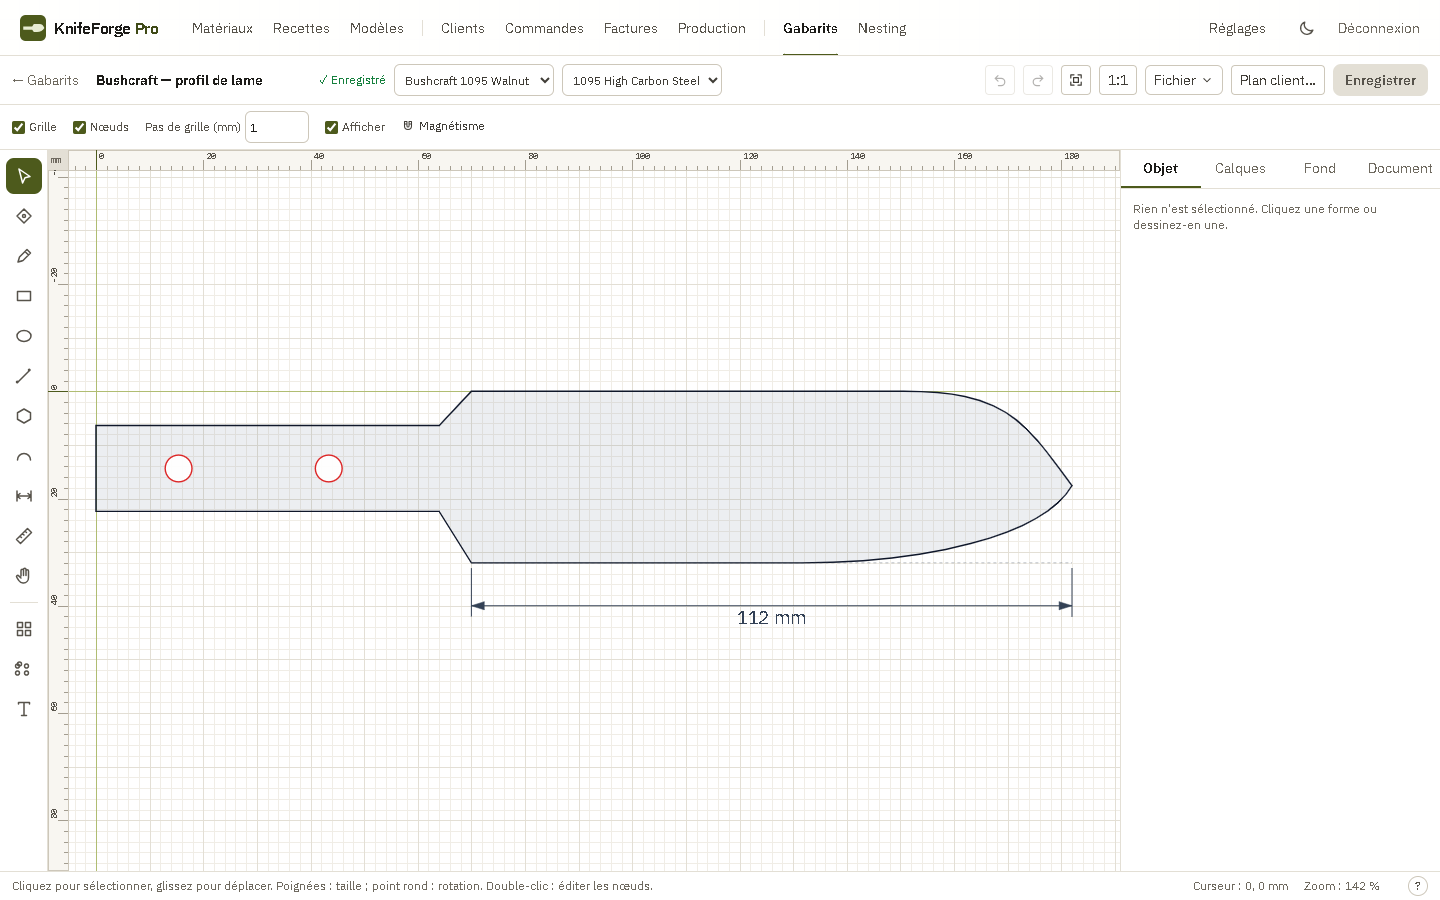 KnifeForge Pro Matériaux Recettes Modèles Clients Commandes Factures Production Gabarits Nesting Réglages Déconnexion
← Gabarits Bushcraft — profil de lame ✓ Enregistré Bushcraft 1095 Walnut 1095 High Carbon Steel 1:1 Fichier Plan client... Enregistrer
Grille Nœuds Pas de grille (mm) 1 Afficher Magnétisme
mm 0 20 40 60 80 100 120 140 160 180
Objet Calques Fond Document
Rien n'est sélectionné. Cliquez une forme ou
dessinez-en une.
-20
0
20
40
112 mm
60
80
T
Cliquez pour sélectionner, glissez pour déplacer. Poignées : taille ; point rond : rotation. Double-clic : éditer les nœuds. Curseur : 0, 0 mm Zoom : 142 % ?